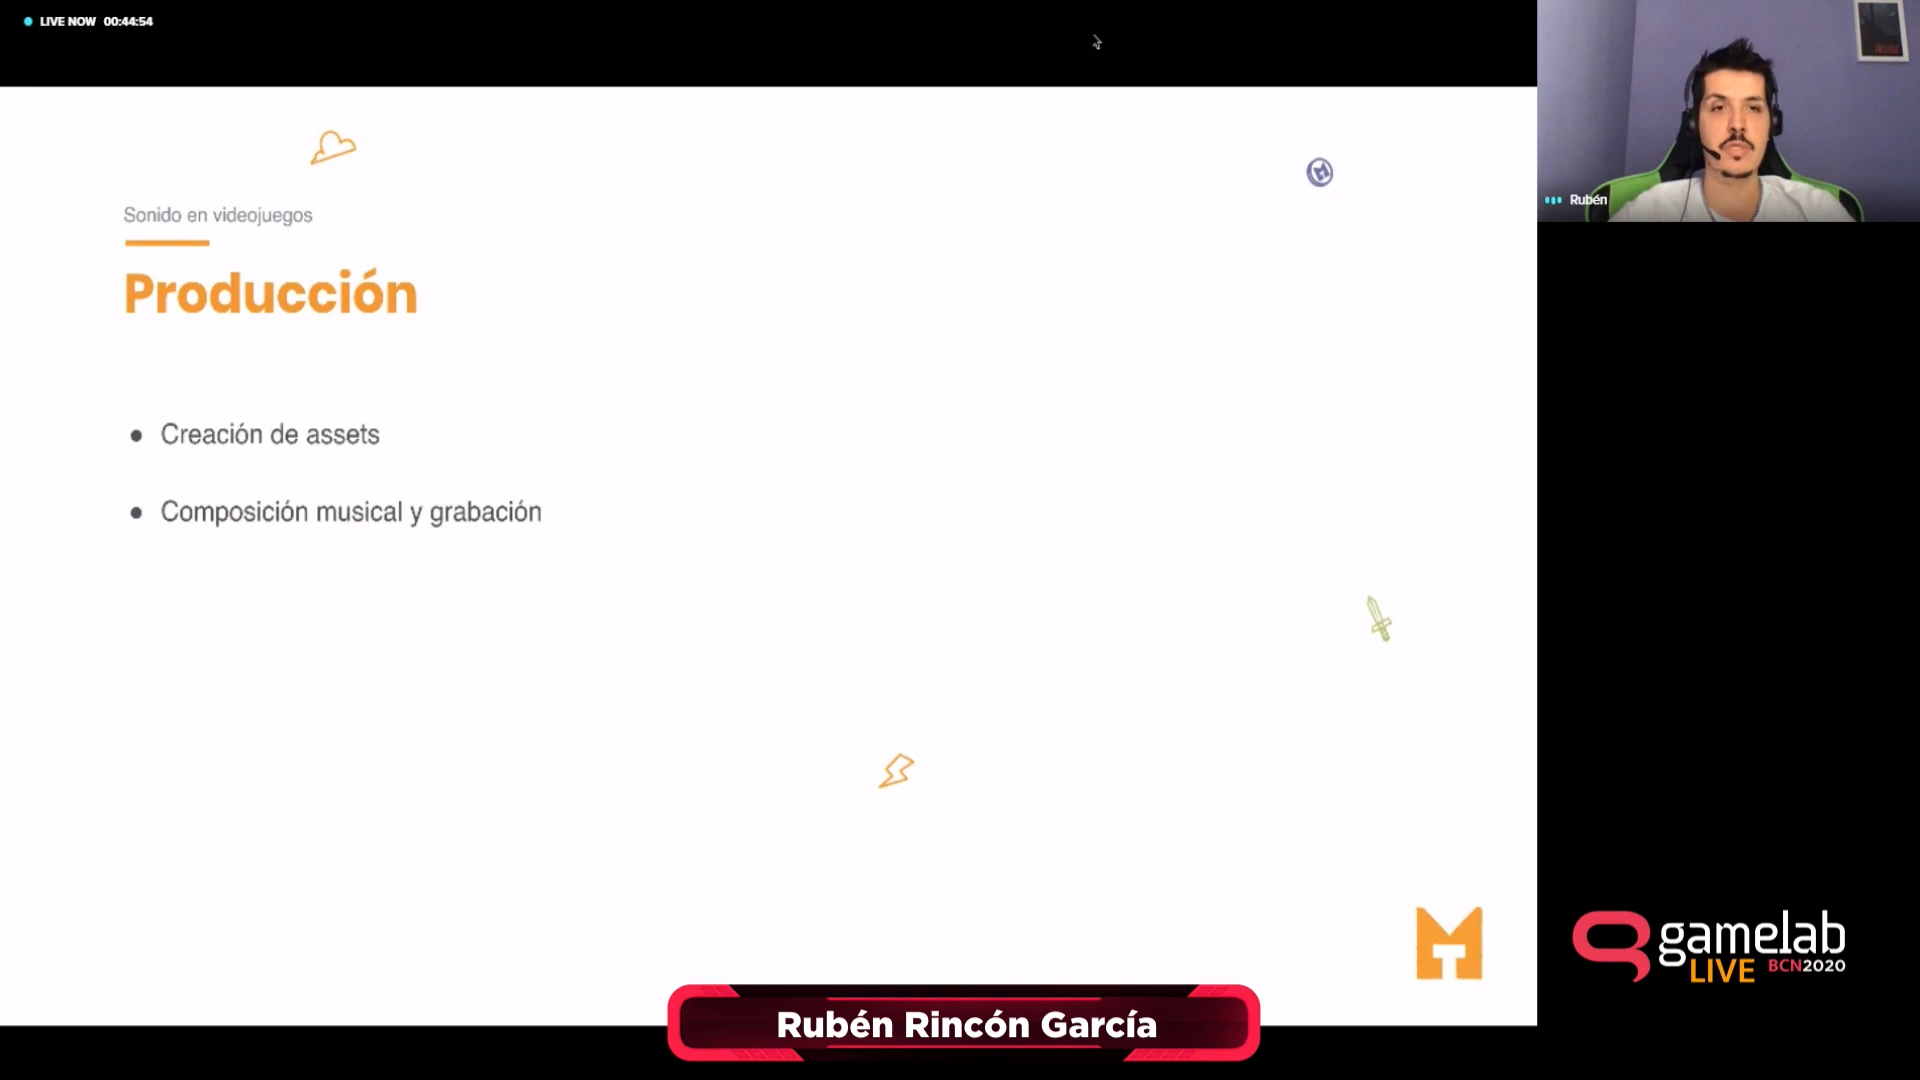 LIVE NOW 00:44:54
Sonido en videojuegos
Producción
● Creación de assets
● Composición musical y grabación
Rubén
gamelab
LIVE BCN2020
Rubén Rincón García